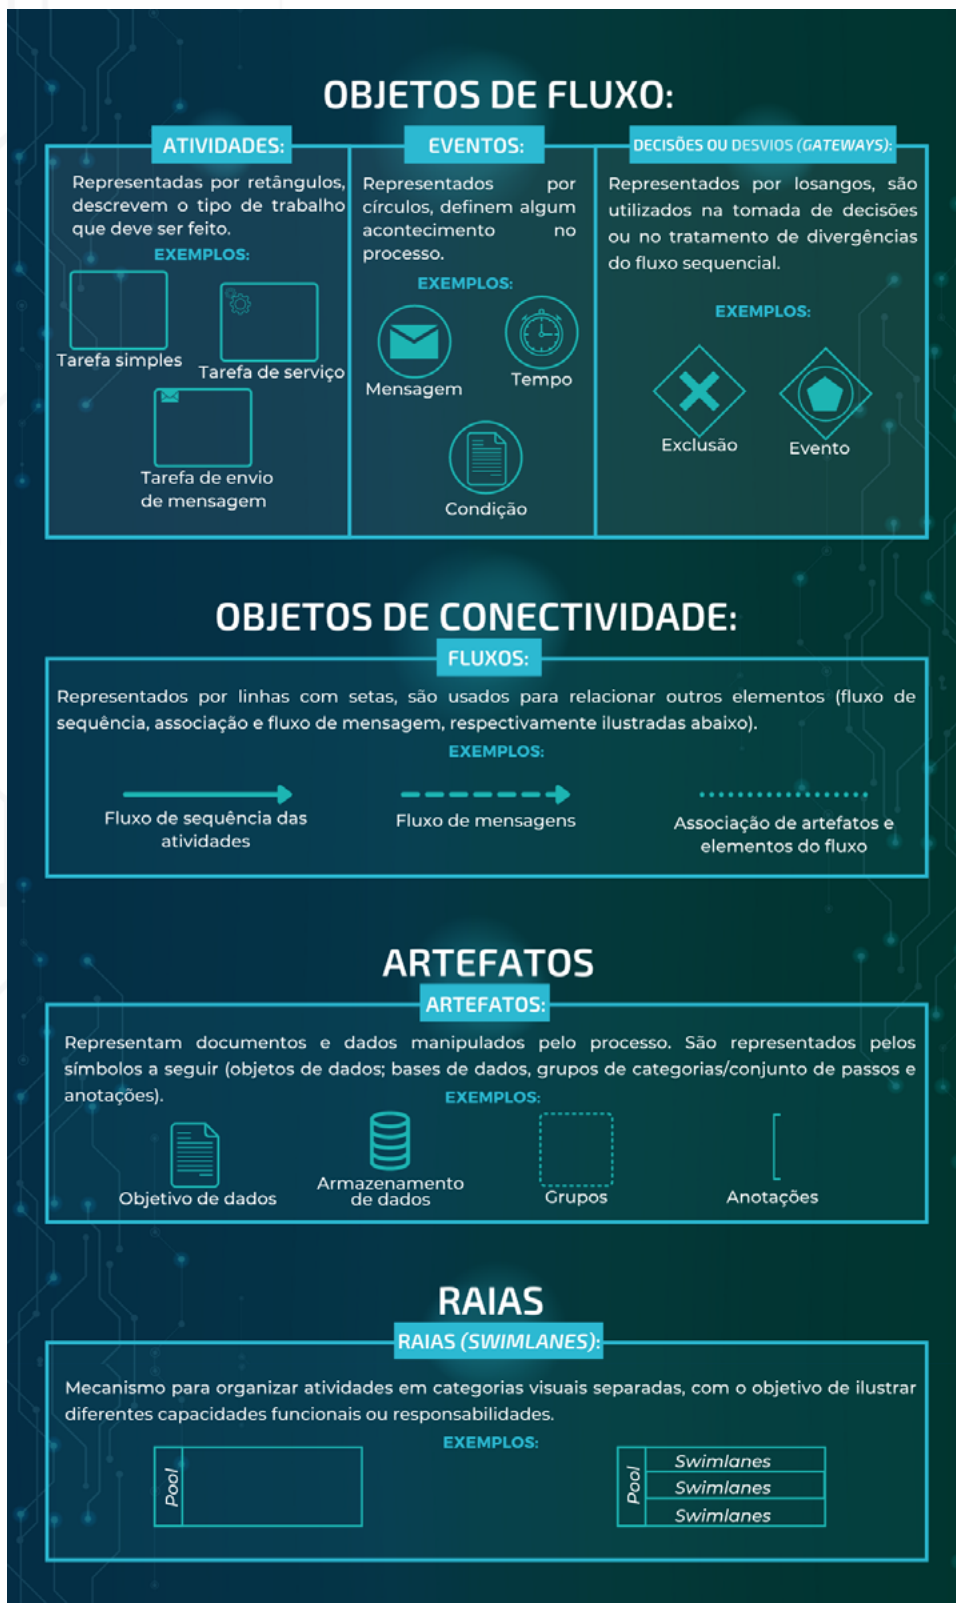 OBJETOS DE FLUXO:
ATIVIDADES:
Representadas por retângulos,
descrevem o tipo de trabalho
que deve ser feito.
EXEMPLOS:
Tarefa simples
Tarefa de serviço
Tarefa de envio
de mensagem
EVENTOS:
Representados por
círculos, definem algum
acontecimento no
processo.
EXEMPLOS:
Mensagem
Tempo
Condição
DECISÕES OU DESVIOS (GATEWAYS):
Representados por losangos, são
utilizados na tomada de decisões
ou no tratamento de divergências
do fluxo sequencial.
EXEMPLOS:
Exclusão
Evento
OBJETOS DE CONECTIVIDADE:
FLUXOS:
Representados por linhas com setas, são usados para relacionar outros elementos (fluxo de
sequência, associação e fluxo de mensagem, respectivamente ilustradas abaixo).
EXEMPLOS:
Fluxo de sequência das
atividades
Fluxo de mensagens
Associação de artefatos e
elementos do fluxo
ARTEFATOS
ARTEFATOS:
Representam documentos e dados manipulados pelo processo. São representados pelos
símbolos a seguir (objetos de dados; bases de dados, grupos de categorias/conjunto de passos e
anotações).
EXEMPLOS:
Objetivo de dados
Armazenamento
de dados
Grupos
Anotações
RAIAS
RAIAS (SWIMLANES):
Mecanismo para organizar atividades em categorias visuais separadas, com o objetivo de ilustrar
diferentes capacidades funcionais ou responsabilidades.
EXEMPLOS:
Pool
Pool
Swimlanes
Swimlanes
Swimlanes